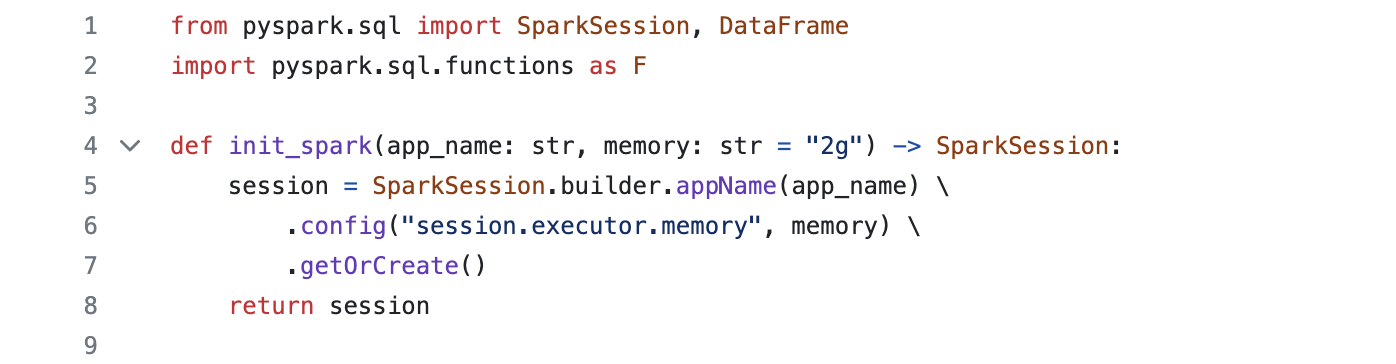 1 from pyspark.sql import SparkSession, DataFrame
2 import pyspark.sql.functions as F
3
4 def init_spark(app_name: str, memory: str = "2g") -> SparkSession:
5     session = SparkSession.builder.appName(app_name) \
6         .config("session.executor.memory", memory) \
7         .getOrCreate()
8     return session
9